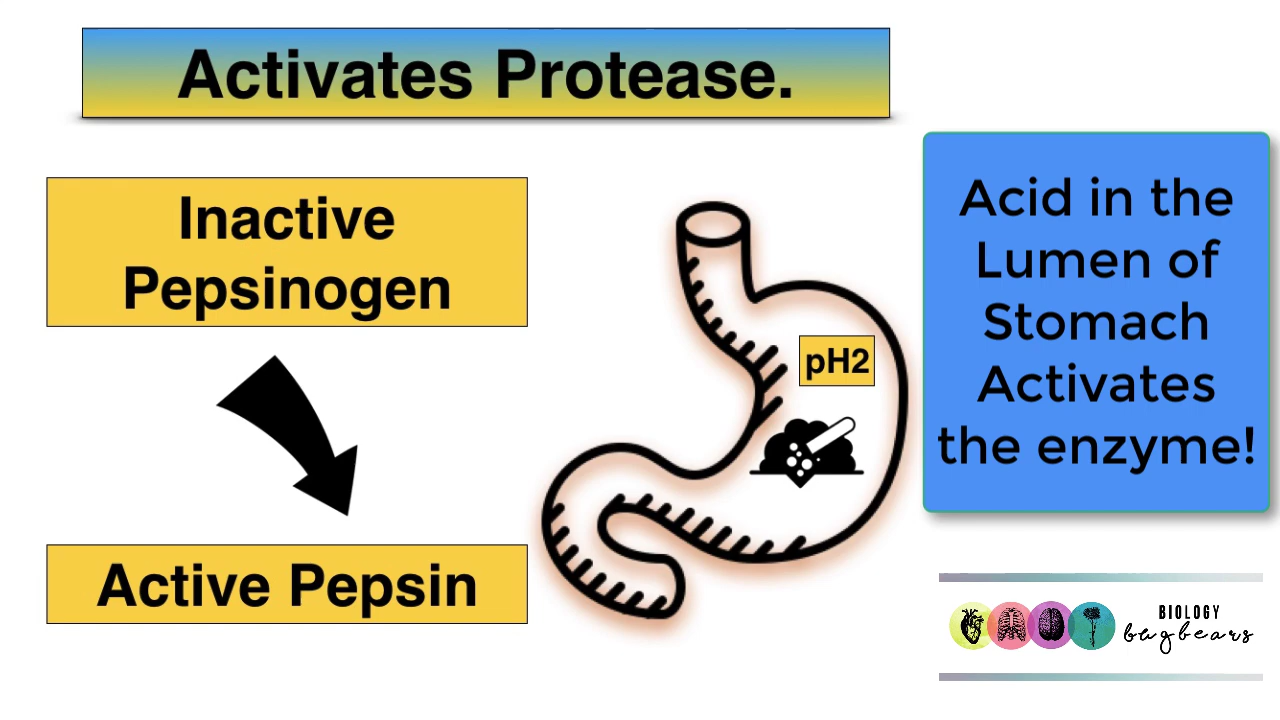 Activates Protease.
Inactive
Pepsinogen
Active Pepsin
pH2
Acid in the
Lumen of
Stomach
Activates
the enzyme!
BIOLOGY
bugbears